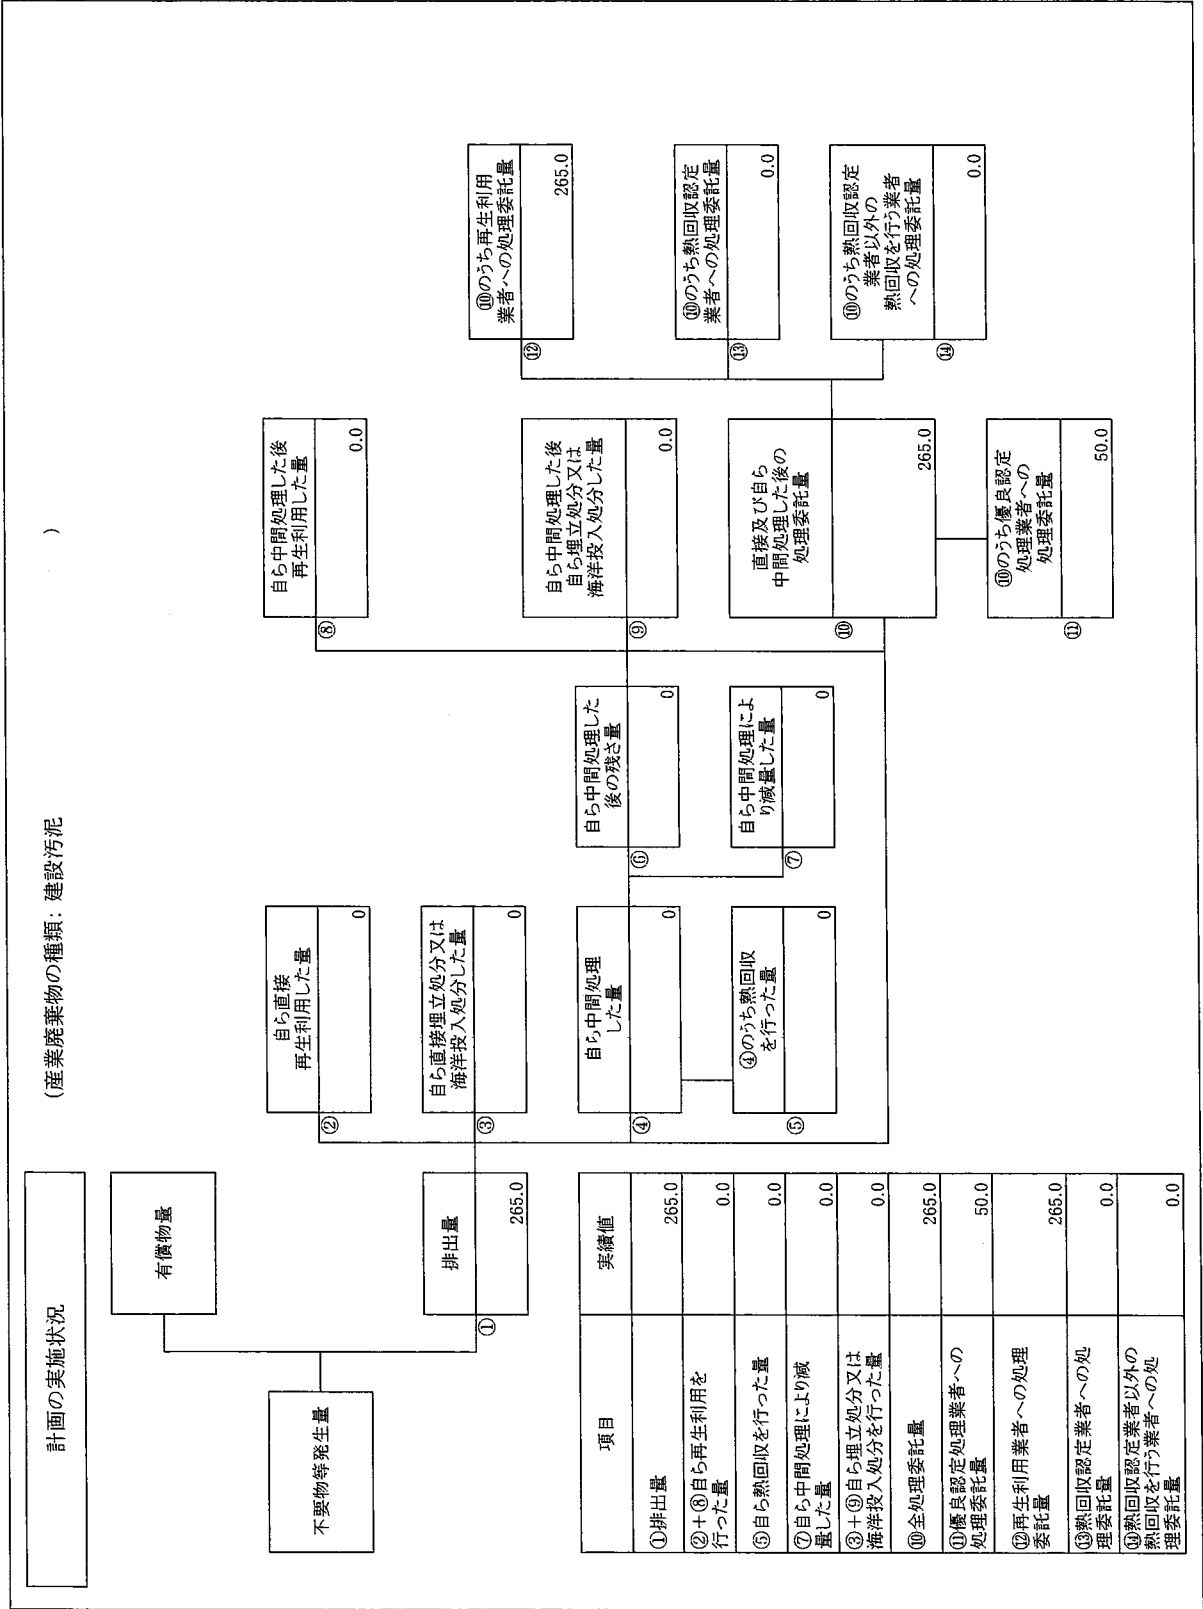 計画の実施状況
(産業廃棄物の種類: 建設汚泥 )
不要物等発生量
有償物量
①
排出量
265.0
②
自ら直接
再生利用した量
0
③
自ら直接埋立処分又は
海洋投入処分した量
0
④
自ら中間処理
した量
0
⑤
④のうち熱回収
を行った量
0
⑥
自ら中間処理した
後の残さ量
0
⑦
自ら中間処理によ
り減量した量
0
⑧
自ら中間処理した後
再生利用した量
0.0
⑨
自ら中間処理した後
自ら埋立処分又は
海洋投入処分した量
0.0
⑩
直接及び自ら
中間処理した後の
処理委託量
265.0
⑪
⑩のうち優良認定
処理業者への
処理委託量
50.0
⑫
⑩のうち再生利用
業者への処理委託量
265.0
⑬
⑩のうち熱回収認定
業者への処理委託量
0.0
⑭
⑩のうち熱回収認定
業者以外の
熱回収を行う業者
への処理委託量
0.0
項目 実績値
①排出量 265.0
②+⑧自ら再生利用を
行った量 0.0
⑤自ら熱回収を行った量 0.0
⑦自ら中間処理により減
量した量 0.0
③+⑨自ら埋立処分又は
海洋投入処分を行った量 0.0
⑩全処理委託量 265.0
⑪優良認定処理業者への
処理委託量 50.0
⑫再生利用業者への処理
委託量 265.0
⑬熱回収認定業者への処
理委託量 0.0
⑭熱回収認定業者以外の
熱回収を行う業者への処
理委託量 0.0